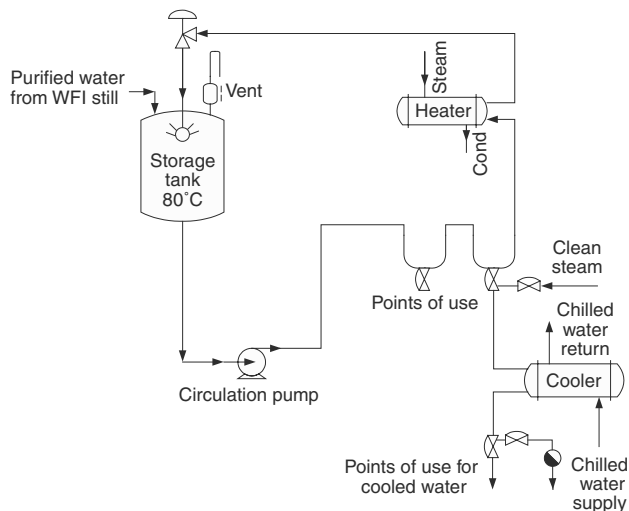 Purified water
from WFI still
Vent
Steam
Heater
Cond
Storage
tank
80˚C
Clean
steam
Points of use
Chilled
water
return
Cooler
Circulation pump
Points of use for
cooled water
Chilled
water
supply